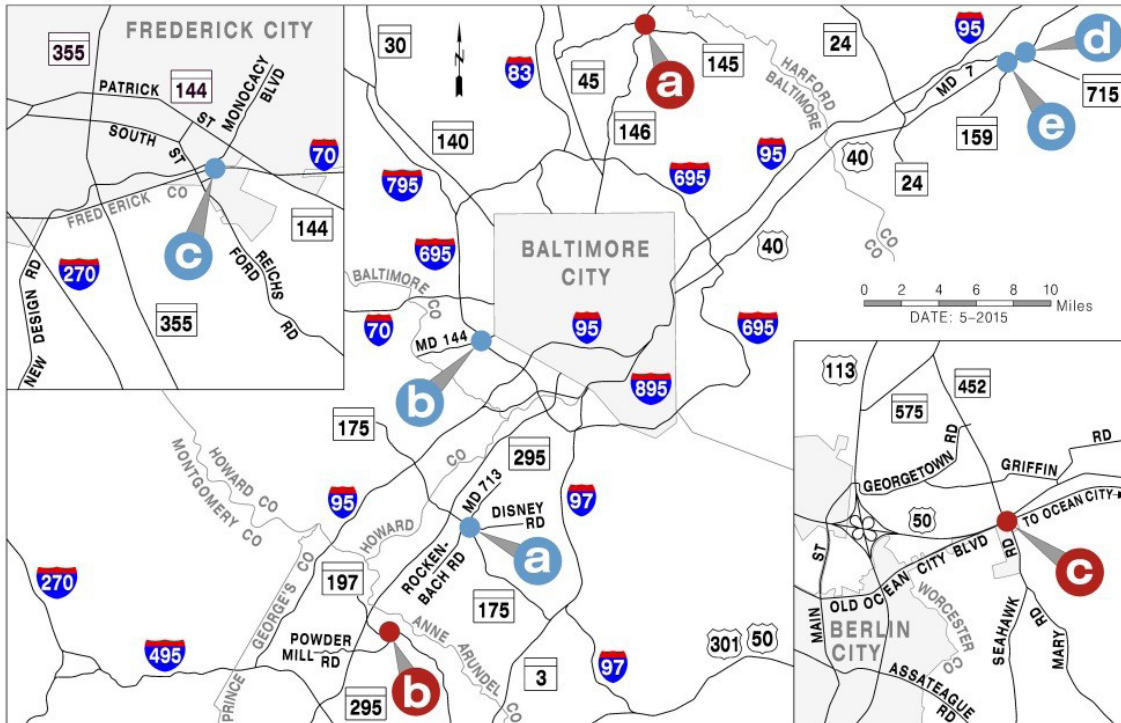 FREDERICK CITY
355
PATRICK
ST
144
MONOCACY
BLVD
SOUTH
ST
70
FREDERICK CO
144
c
NEW DESIGN RD
270
355
REICHS
FORD
RD
30
N
83
45
a
145
24
95
d
HARFORD
BALTIMORE
CO
CO
MD 7
715
e
159
140
146
95
40
24
795
695
695
BALTIMORE
CITY
40
BALTIMORE CO
0 2 4 6 8 10
Miles
DATE: 5-2015
70
MD 144
95
695
b
895
175
HOWARD CO
MONTGOMERY CO
CO
HOWARD
295
MD 713
DISNEY
RD
97
95
a
ROCKEN-
BACH RD
270
197
175
PRINCE GEORGE'S CO
ANNE
ARUNDEL
CO
POWDER
MILL RD
495
b
295
3
97
301
50
113
452
575
GEORGETOWN
RD
GRIFFIN
RD
50
TO OCEAN CITY
MAIN
ST
OLD OCEAN CITY BLVD
RD
c
BERLIN
CITY
WORCESTER
CO
SEAHAWK
RD
MARY
ASSATEAGUE
RD